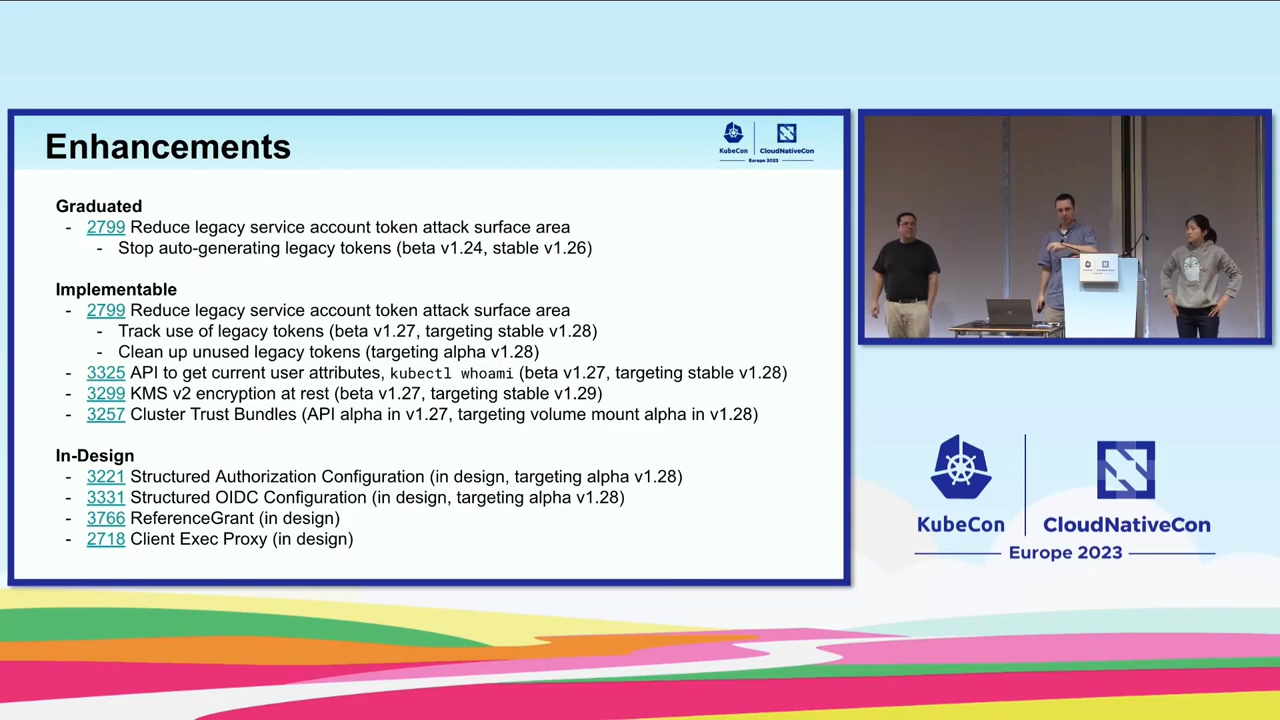 Enhancements
KubeCon
CloudNativeCon
Europe 2023
Graduated
- 2799 Reduce legacy service account token attack surface area
- Stop auto-generating legacy tokens (beta v1.24, stable v1.26)
Implementable
- 2799 Reduce legacy service account token attack surface area
- Track use of legacy tokens (beta v1.27, targeting stable v1.28)
- Clean up unused legacy tokens (targeting alpha v1.28)
- 3325 API to get current user attributes, kubectl whoami (beta v1.27, targeting stable v1.28)
- 3299 KMS v2 encryption at rest (beta v1.27, targeting stable v1.29)
- 3257 Cluster Trust Bundles (API alpha in v1.27, targeting volume mount alpha in v1.28)
In-Design
- 3221 Structured Authorization Configuration (in design, targeting alpha v1.28)
- 3331 Structured OIDC Configuration (in design, targeting alpha v1.28)
- 3766 ReferenceGrant (in design)
- 2718 Client Exec Proxy (in design)
KubeCon
CloudNativeCon
Europe 2023